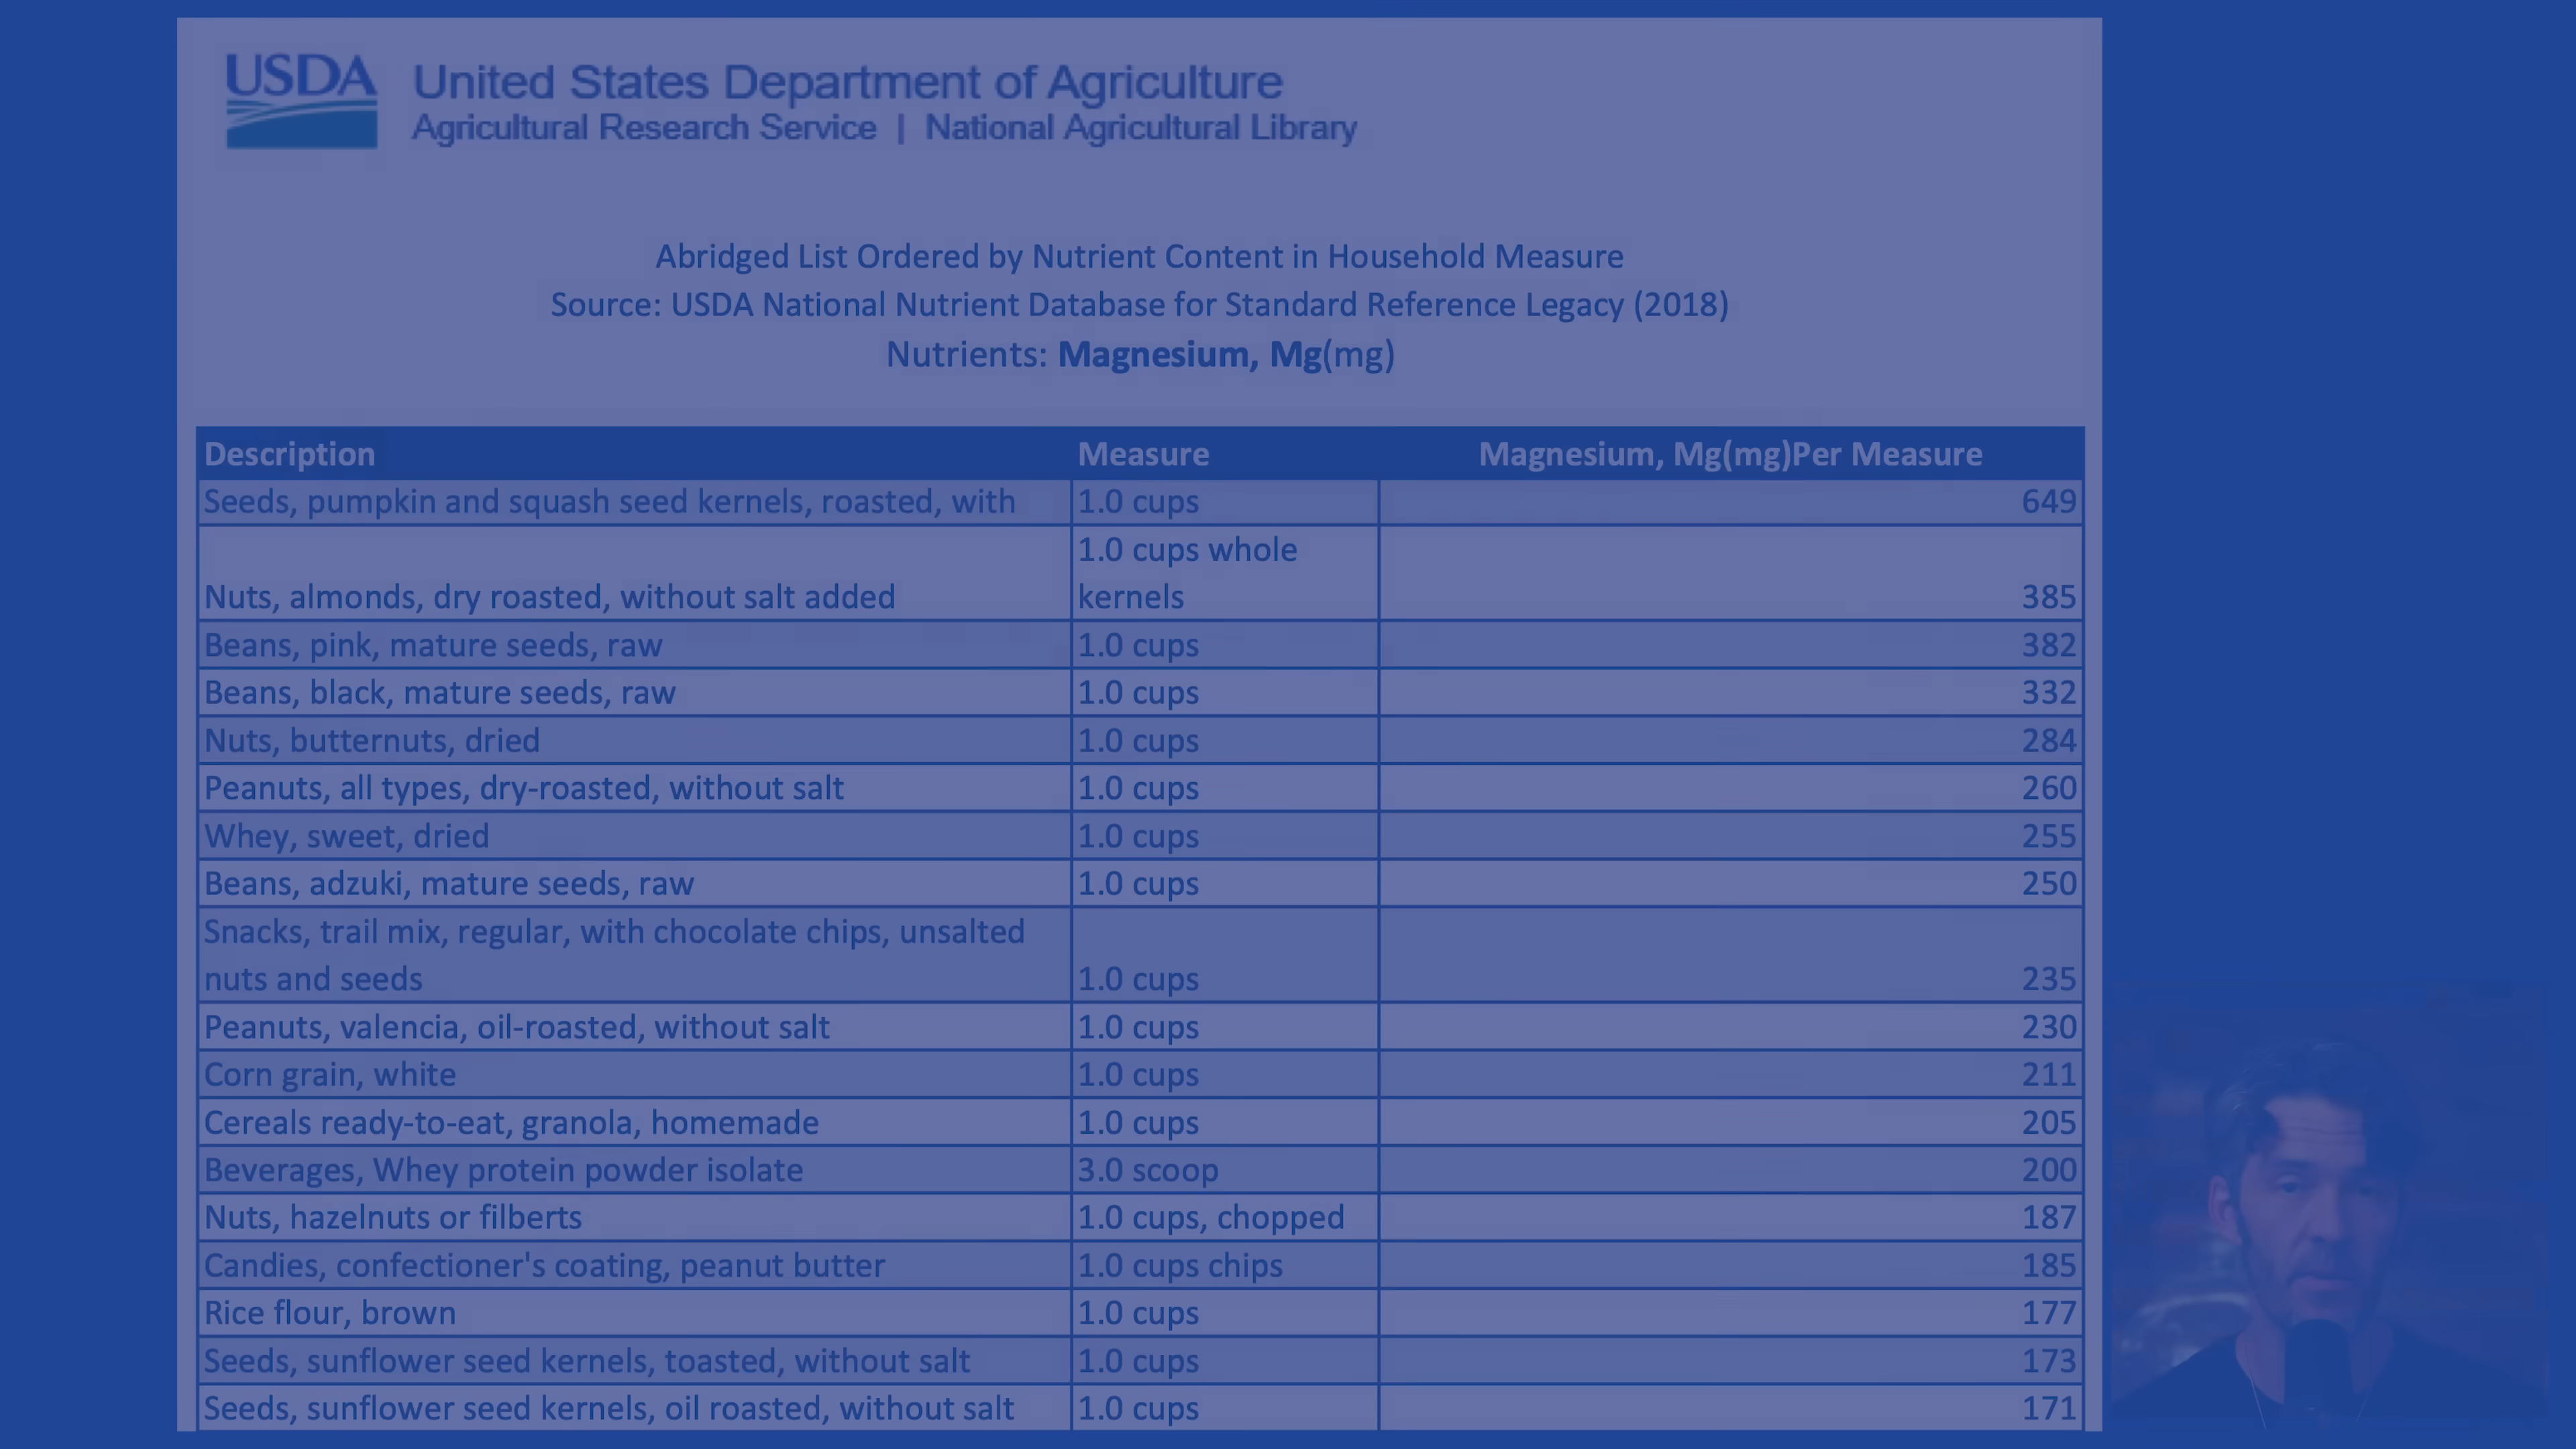 USDA
United States Department of Agriculture
Agricultural Research Service | National Agricultural Library
Abridged List Ordered by Nutrient Content in Household Measure
Source: USDA National Nutrient Database for Standard Reference Legacy (2018)
Nutrients: Magnesium, Mg(mg)
Description Measure Magnesium, Mg(mg)Per Measure
Seeds, pumpkin and squash seed kernels, roasted, with 1.0 cups 649
1.0 cups whole
Nuts, almonds, dry roasted, without salt added kernels 385
Beans, pink, mature seeds, raw 1.0 cups 382
Beans, black, mature seeds, raw 1.0 cups 332
Nuts, butternuts, dried 1.0 cups 284
Peanuts, all types, dry-roasted, without salt 1.0 cups 260
Whey, sweet, dried 1.0 cups 255
Beans, adzuki, mature seeds, raw 1.0 cups 250
Snacks, trail mix, regular, with chocolate chips, unsalted
nuts and seeds 1.0 cups 235
Peanuts, valencia, oil-roasted, without salt 1.0 cups 230
Corn grain, white 1.0 cups 211
Cereals ready-to-eat, granola, homemade 1.0 cups 205
Beverages, Whey protein powder isolate 3.0 scoop 200
Nuts, hazelnuts or filberts 1.0 cups, chopped 187
Candies, confectioner's coating, peanut butter 1.0 cups chips 185
Rice flour, brown 1.0 cups 177
Seeds, sunflower seed kernels, toasted, without salt 1.0 cups 173
Seeds, sunflower seed kernels, oil roasted, without salt 1.0 cups 171